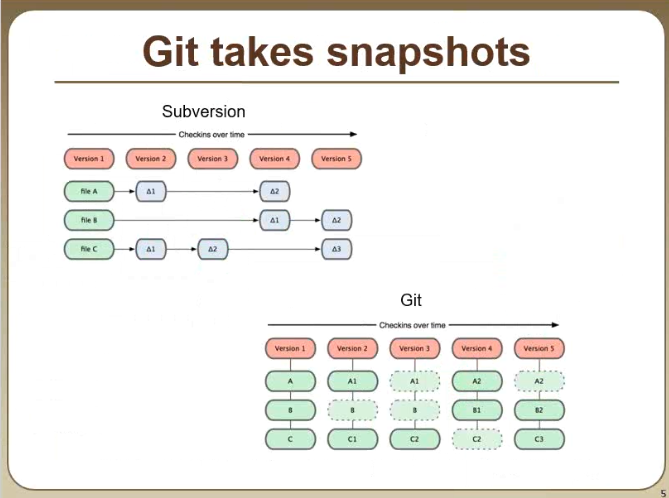 Git takes snapshots
Subversion
Checkins over time
Version 1 Version 2 Version 3 Version 4 Version 5
file A Δ1 Δ2
file B Δ1 Δ2
file C Δ1 Δ2 Δ3
Git
Checkins over time
Version 1 Version 2 Version 3 Version 4 Version 5
A A1 A1 A2 A2
B B B B1 B2
C C1 C2 C2 C3
5